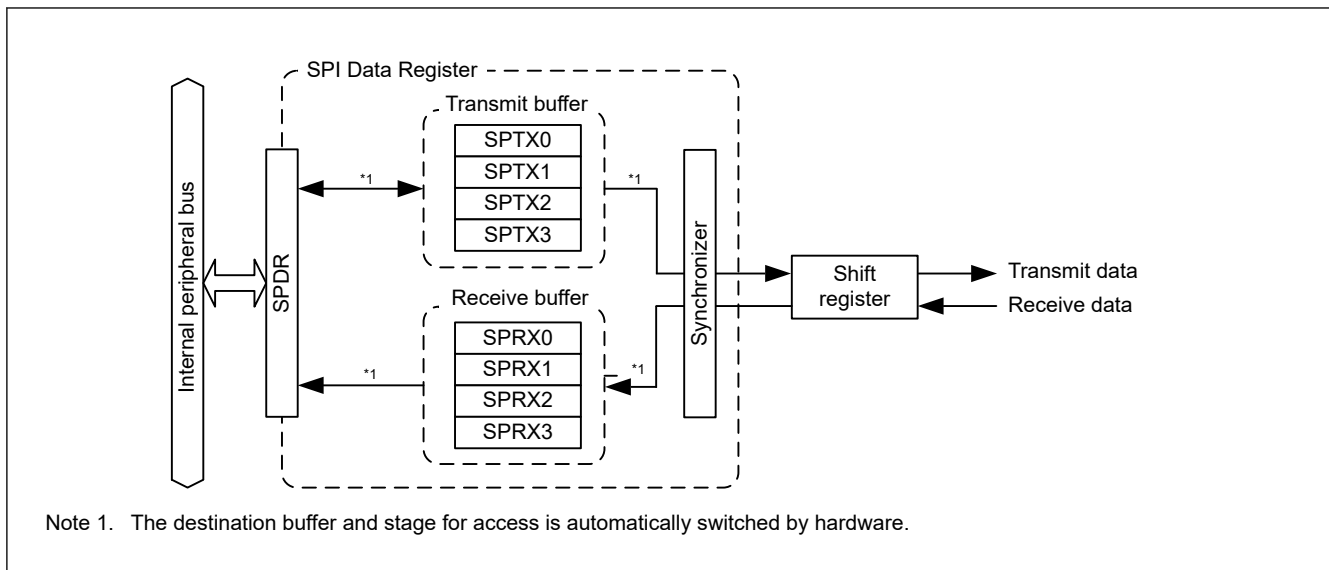 SPI Data Register
Transmit buffer
SPTX0
SPTX1
SPTX2
SPTX3
*1
*1
Internal peripheral bus
SPDR
Synchronizer
Shift
register
Transmit data
Receive data
Receive buffer
SPRX0
SPRX1
SPRX2
SPRX3
*1
*1
Note 1. The destination buffer and stage for access is automatically switched by hardware.